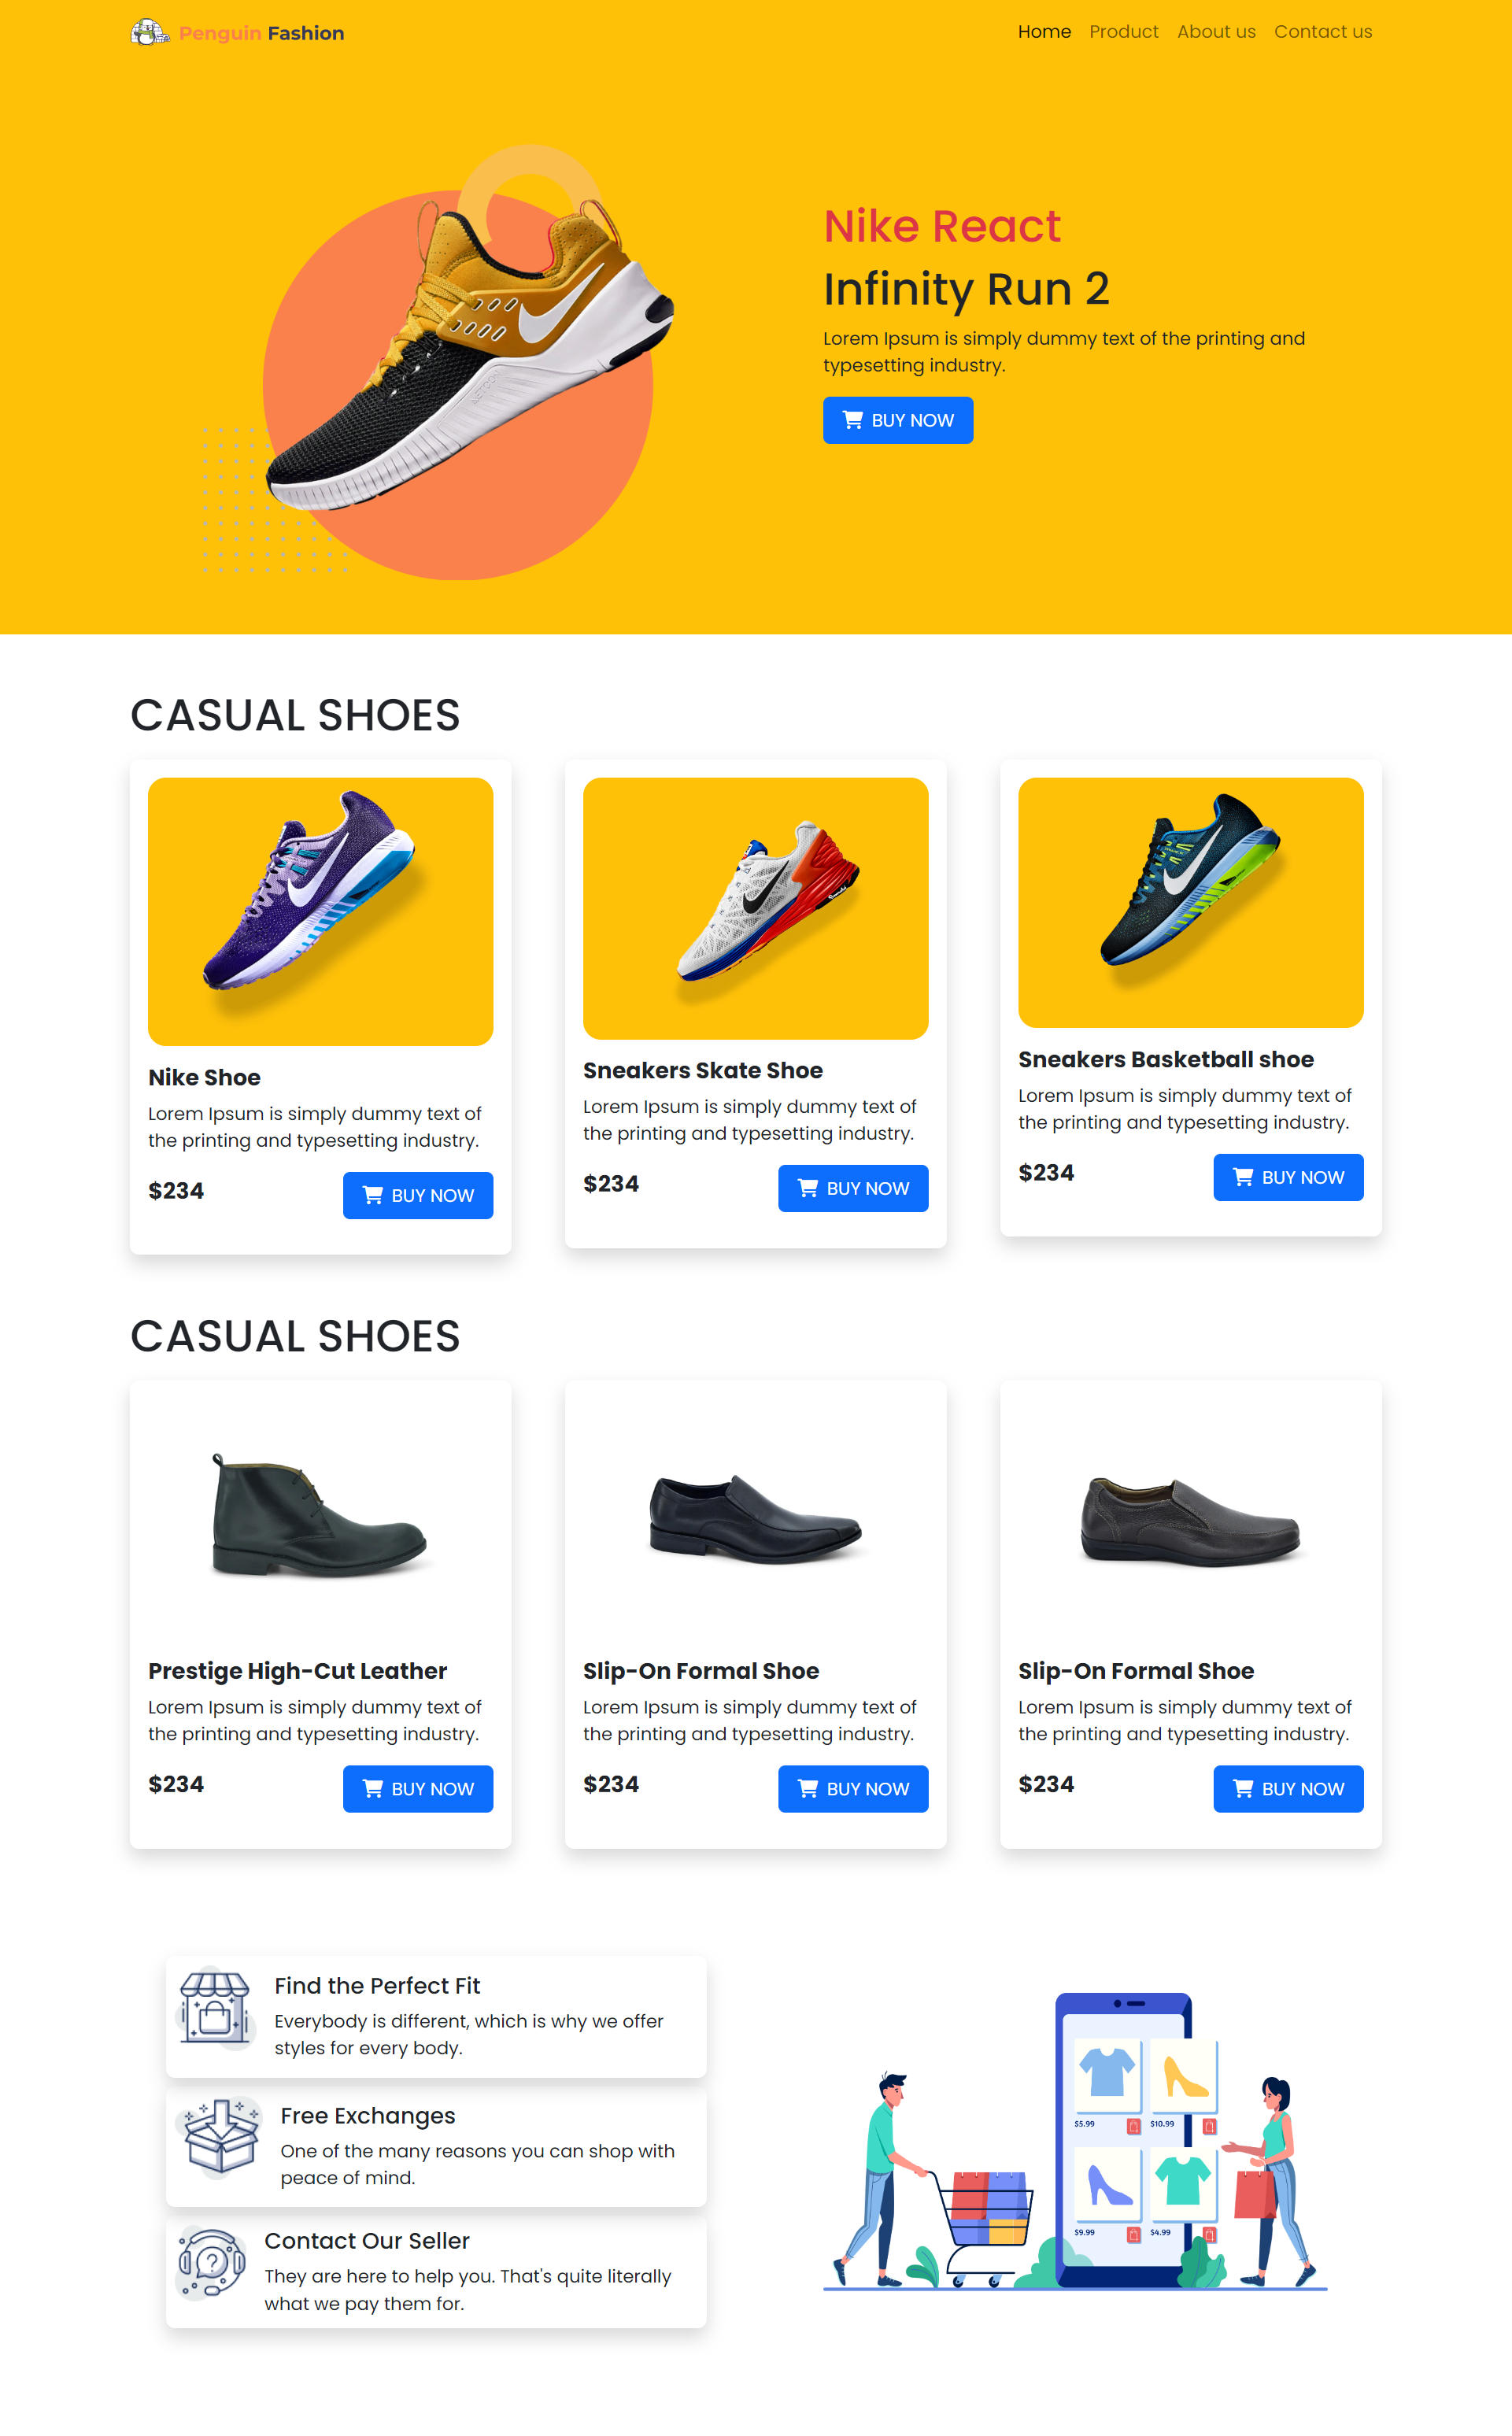 Penguin Fashion
Home Product About us Contact us
Nike React
Infinity Run 2
Lorem Ipsum is simply dummy text of the printing and
typesetting industry.
BUY NOW
CASUAL SHOES
Nike Shoe
Lorem Ipsum is simply dummy text of
the printing and typesetting industry.
$234
BUY NOW
Sneakers Skate Shoe
Lorem Ipsum is simply dummy text of
the printing and typesetting industry.
$234
BUY NOW
Sneakers Basketball shoe
Lorem Ipsum is simply dummy text of
the printing and typesetting industry.
$234
BUY NOW
CASUAL SHOES
Prestige High-Cut Leather
Lorem Ipsum is simply dummy text of
the printing and typesetting industry.
$234
BUY NOW
Slip-On Formal Shoe
Lorem Ipsum is simply dummy text of
the printing and typesetting industry.
$234
BUY NOW
Slip-On Formal Shoe
Lorem Ipsum is simply dummy text of
the printing and typesetting industry.
$234
BUY NOW
Find the Perfect Fit
Everybody is different, which is why we offer
styles for every body.
Free Exchanges
One of the many reasons you can shop with
peace of mind.
Contact Our Seller
They are here to help you. That's quite literally
what we pay them for.
$5.99
$10.99
$9.99
$4.99